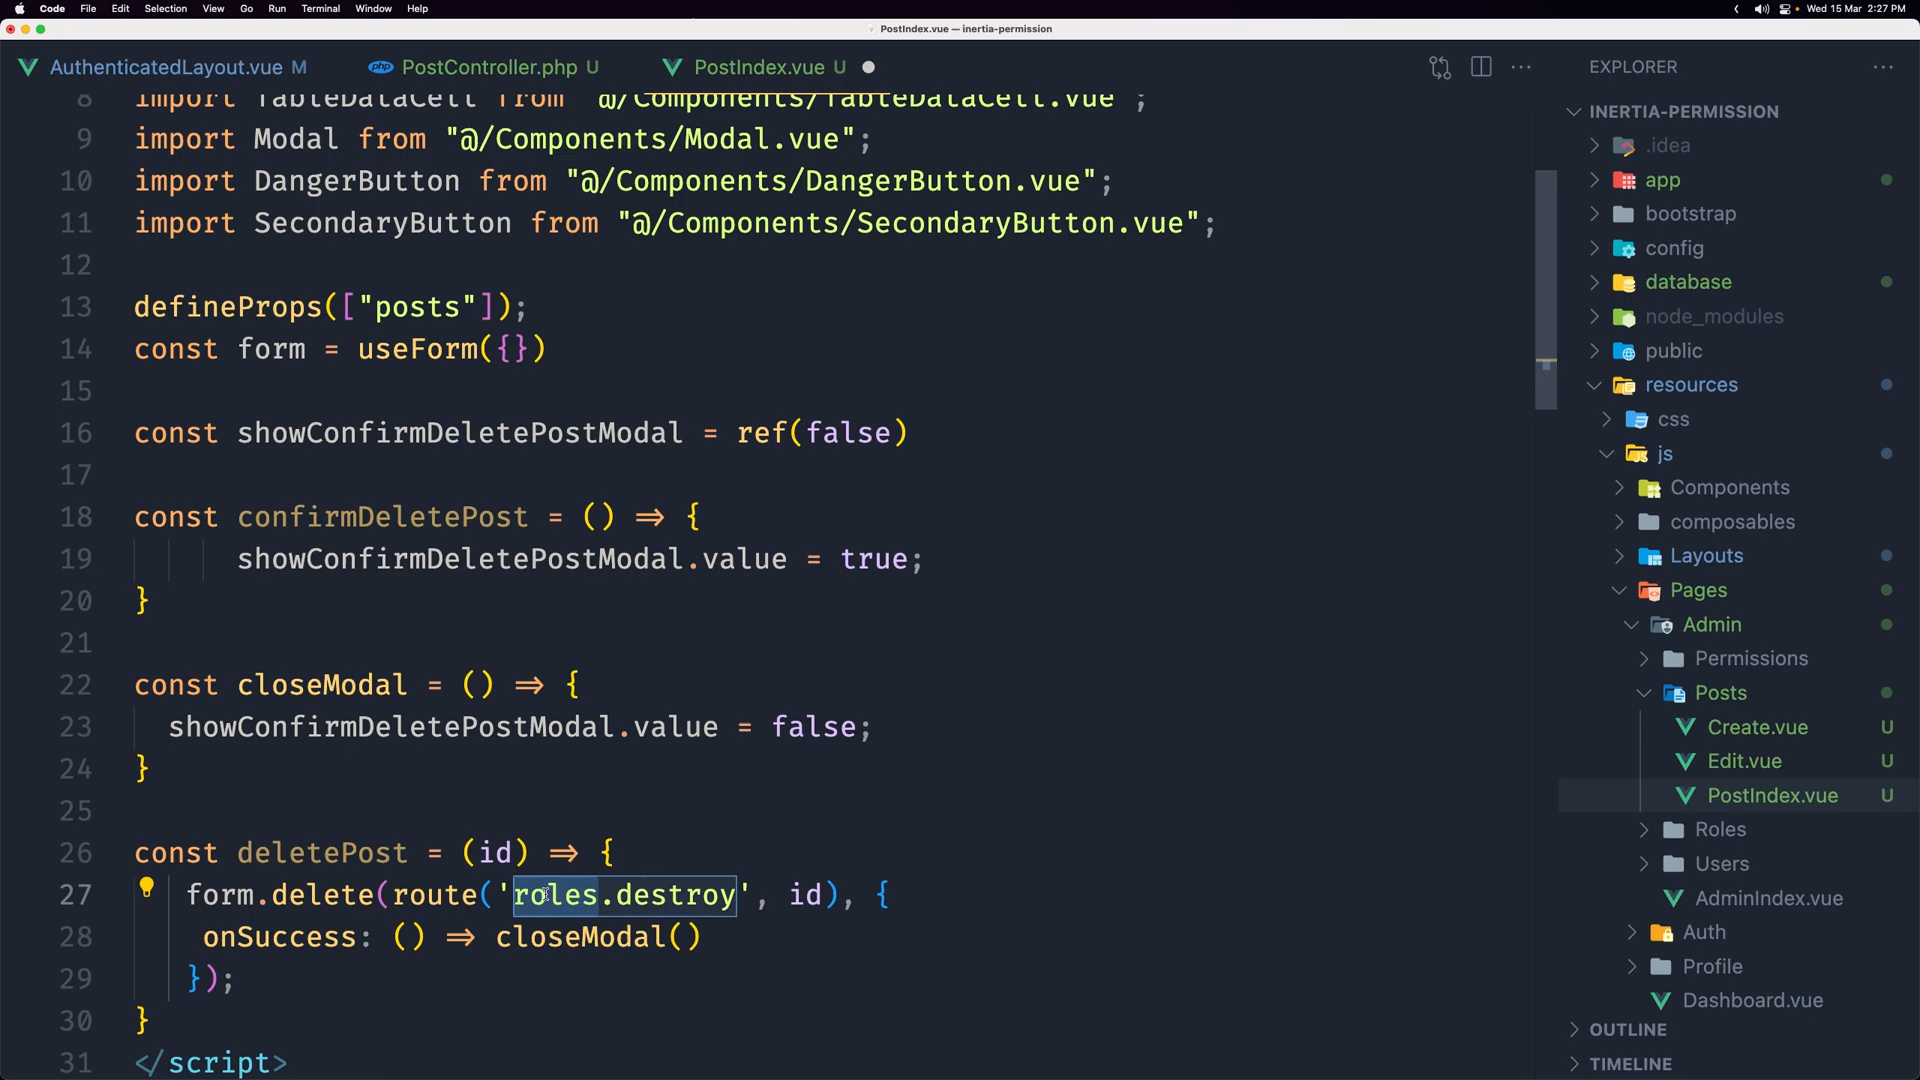 Code File Edit Selection View Go Run Terminal Window Help Wed 15 Mar 2:27 PM
PostIndex.vue — inertia-permission
AuthenticatedLayout.vue M PostController.php U PostIndex.vue U
EXPLORER
8 import TableDataCell from "@/Components/TableDataCell.vue";
9 import Modal from "@/Components/Modal.vue";
10 import DangerButton from "@/Components/DangerButton.vue";
11 import SecondaryButton from "@/Components/SecondaryButton.vue";
12
13 defineProps(["posts"]);
14 const form = useForm({})
15
16 const showConfirmDeletePostModal = ref(false)
17
18 const confirmDeletePost = () => {
19 showConfirmDeletePostModal.value = true;
20 }
21
22 const closeModal = () => {
23 showConfirmDeletePostModal.value = false;
24 }
25
26 const deletePost = (id) => {
27 form.delete(route('roles.destroy', id), {
28 onSuccess: () => closeModal()
29 });
30 }
31 </script>
INERTIA-PERMISSION
.idea
app
bootstrap
config
database
node_modules
public
resources
css
js
Components
composables
Layouts
Pages
Admin
Permissions
Posts
Create.vue U
Edit.vue U
PostIndex.vue U
Roles
Users
AdminIndex.vue
Auth
Profile
Dashboard.vue
OUTLINE
TIMELINE